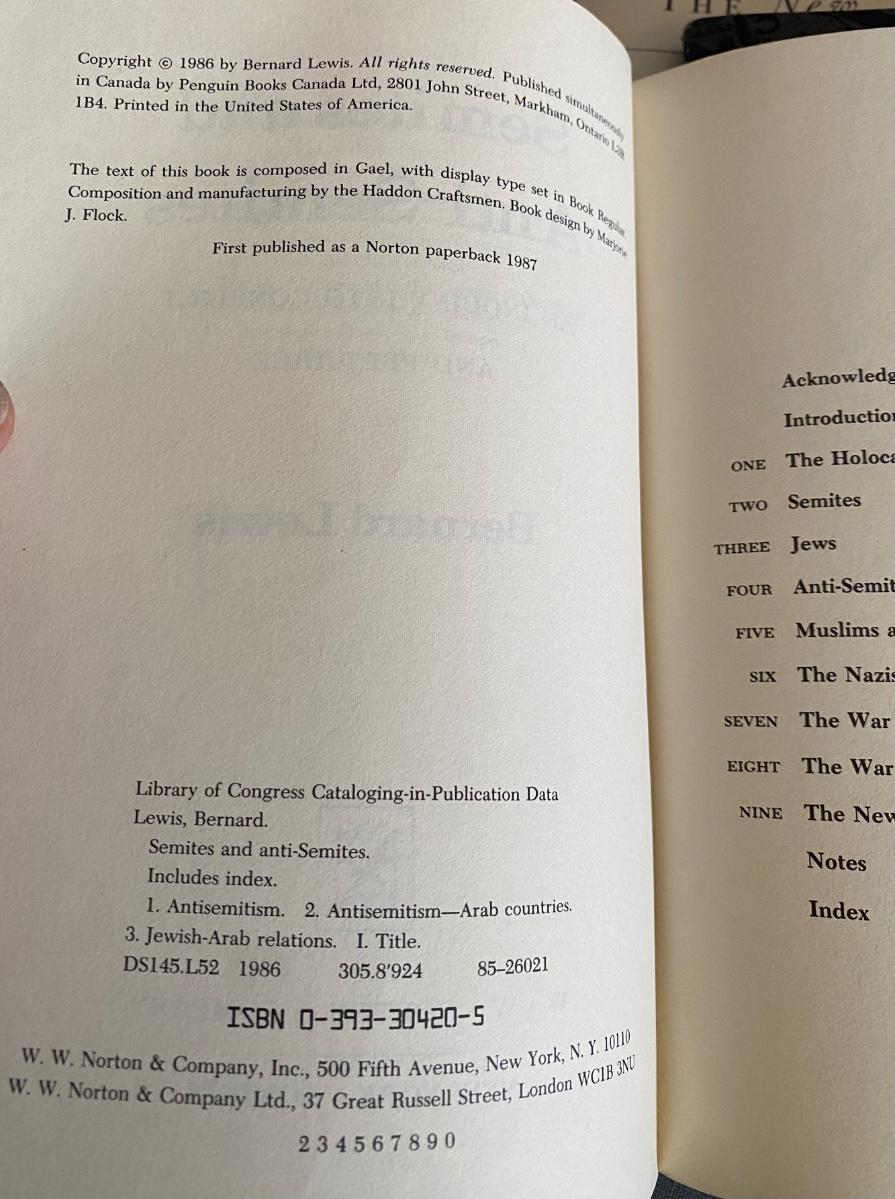 THE New
Copyright © 1986 by Bernard Lewis. All rights reserved. Published simultaneously
in Canada by Penguin Books Canada Ltd, 2801 John Street, Markham, Ontario L3R
1B4. Printed in the United States of America.
The text of this book is composed in Gael, with display type set in Book Regular.
Composition and manufacturing by the Haddon Craftsmen. Book design by Marjorie
J. Flock.
First published as a Norton paperback 1987
Library of Congress Cataloging-in-Publication Data
Lewis, Bernard.
Semites and anti-Semites.
Includes index.
1. Antisemitism. 2. Antisemitism—Arab countries.
3. Jewish-Arab relations. I. Title.
DS145.L52 1986 305.8'924 85–26021
ISBN 0-393-30420-5
W. W. Norton & Company, Inc., 500 Fifth Avenue, New York, N. Y. 10110
W. W. Norton & Company Ltd., 37 Great Russell Street, London WC1B 3NU
2 3 4 5 6 7 8 9 0
Acknowledg
Introduction
ONE The Holoca
TWO Semites
THREE Jews
FOUR Anti-Semit
FIVE Muslims a
SIX The Nazis
SEVEN The War
EIGHT The War
NINE The New
Notes
Index